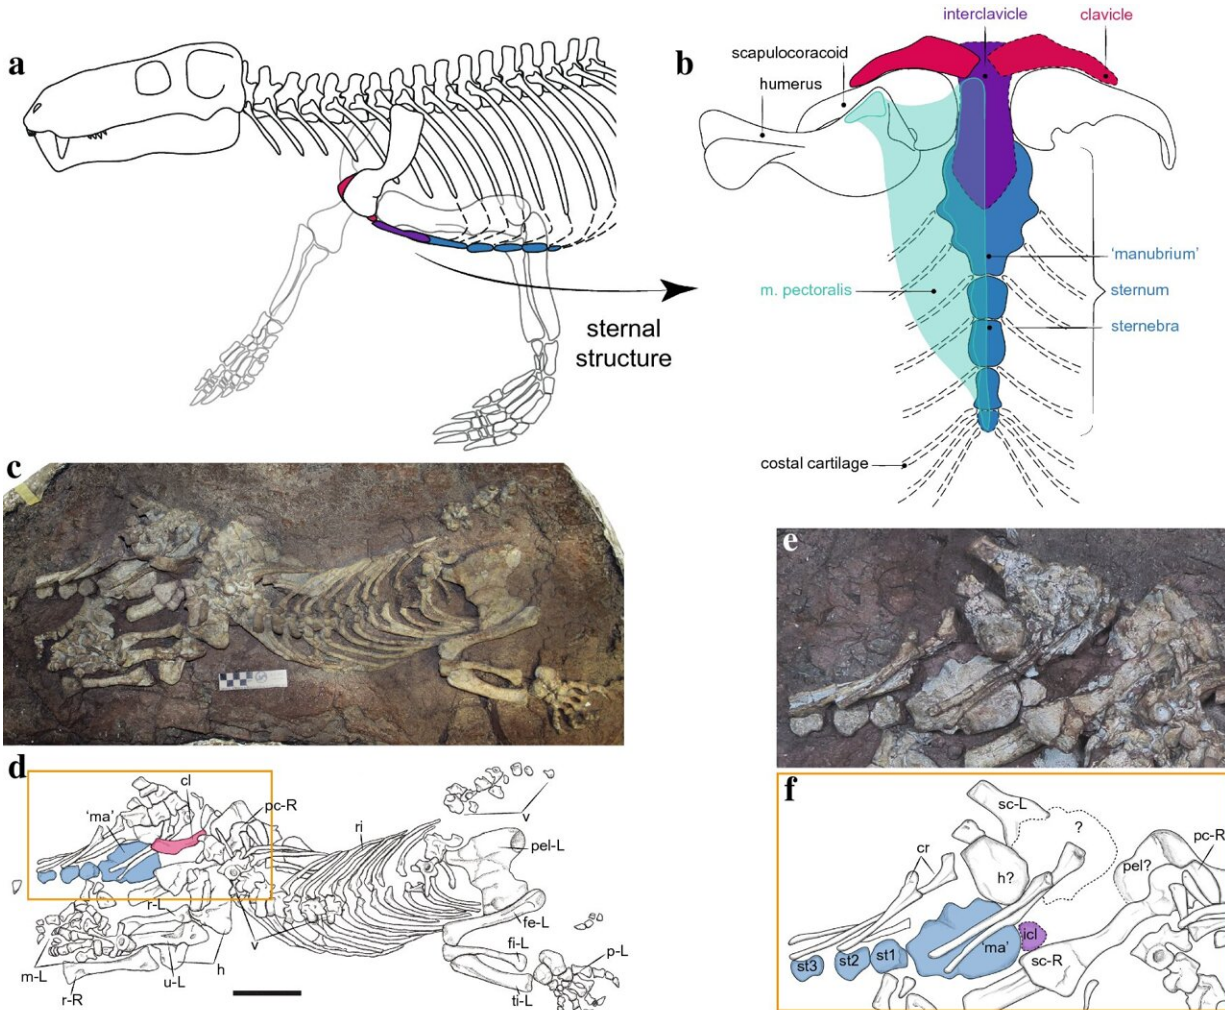 a
sternal
structure
b
interclavicle
clavicle
scapulocoracoid
humerus
'manubrium'
m. pectoralis
sternum
sternebra
costal cartilage
c
d
cl
'ma'
pc-R
ri
v
pel-L
r-L
v
fe-L
fi-L
p-L
m-L
u-L
h
r-R
ti-L
e
f
sc-L
?
cr
pc-R
h?
pel?
icl
'ma'
st1
sc-R
st2
st3